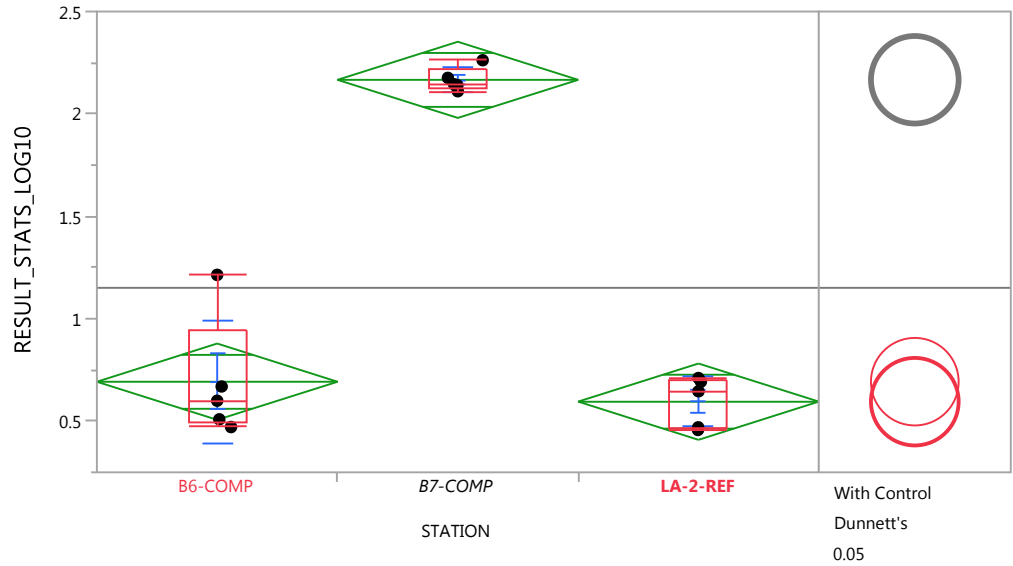 RESULT_STATS_LOG10
2.5
2
1.5
1
0.5
B6-COMP
B7-COMP
LA-2-REF
STATION
With Control
Dunnett's
0.05